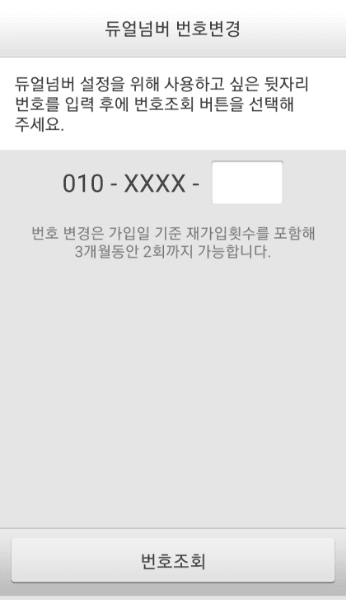 듀얼넘버 번호변경
듀얼넘버 설정을 위해 사용하고 싶은 뒷자리
번호를 입력 후에 번호조회 버튼을 선택해
주세요.
010 - XXXX -
번호 변경은 가입일 기준 재가입횟수를 포함해
3개월동안 2회까지 가능합니다.
번호조회